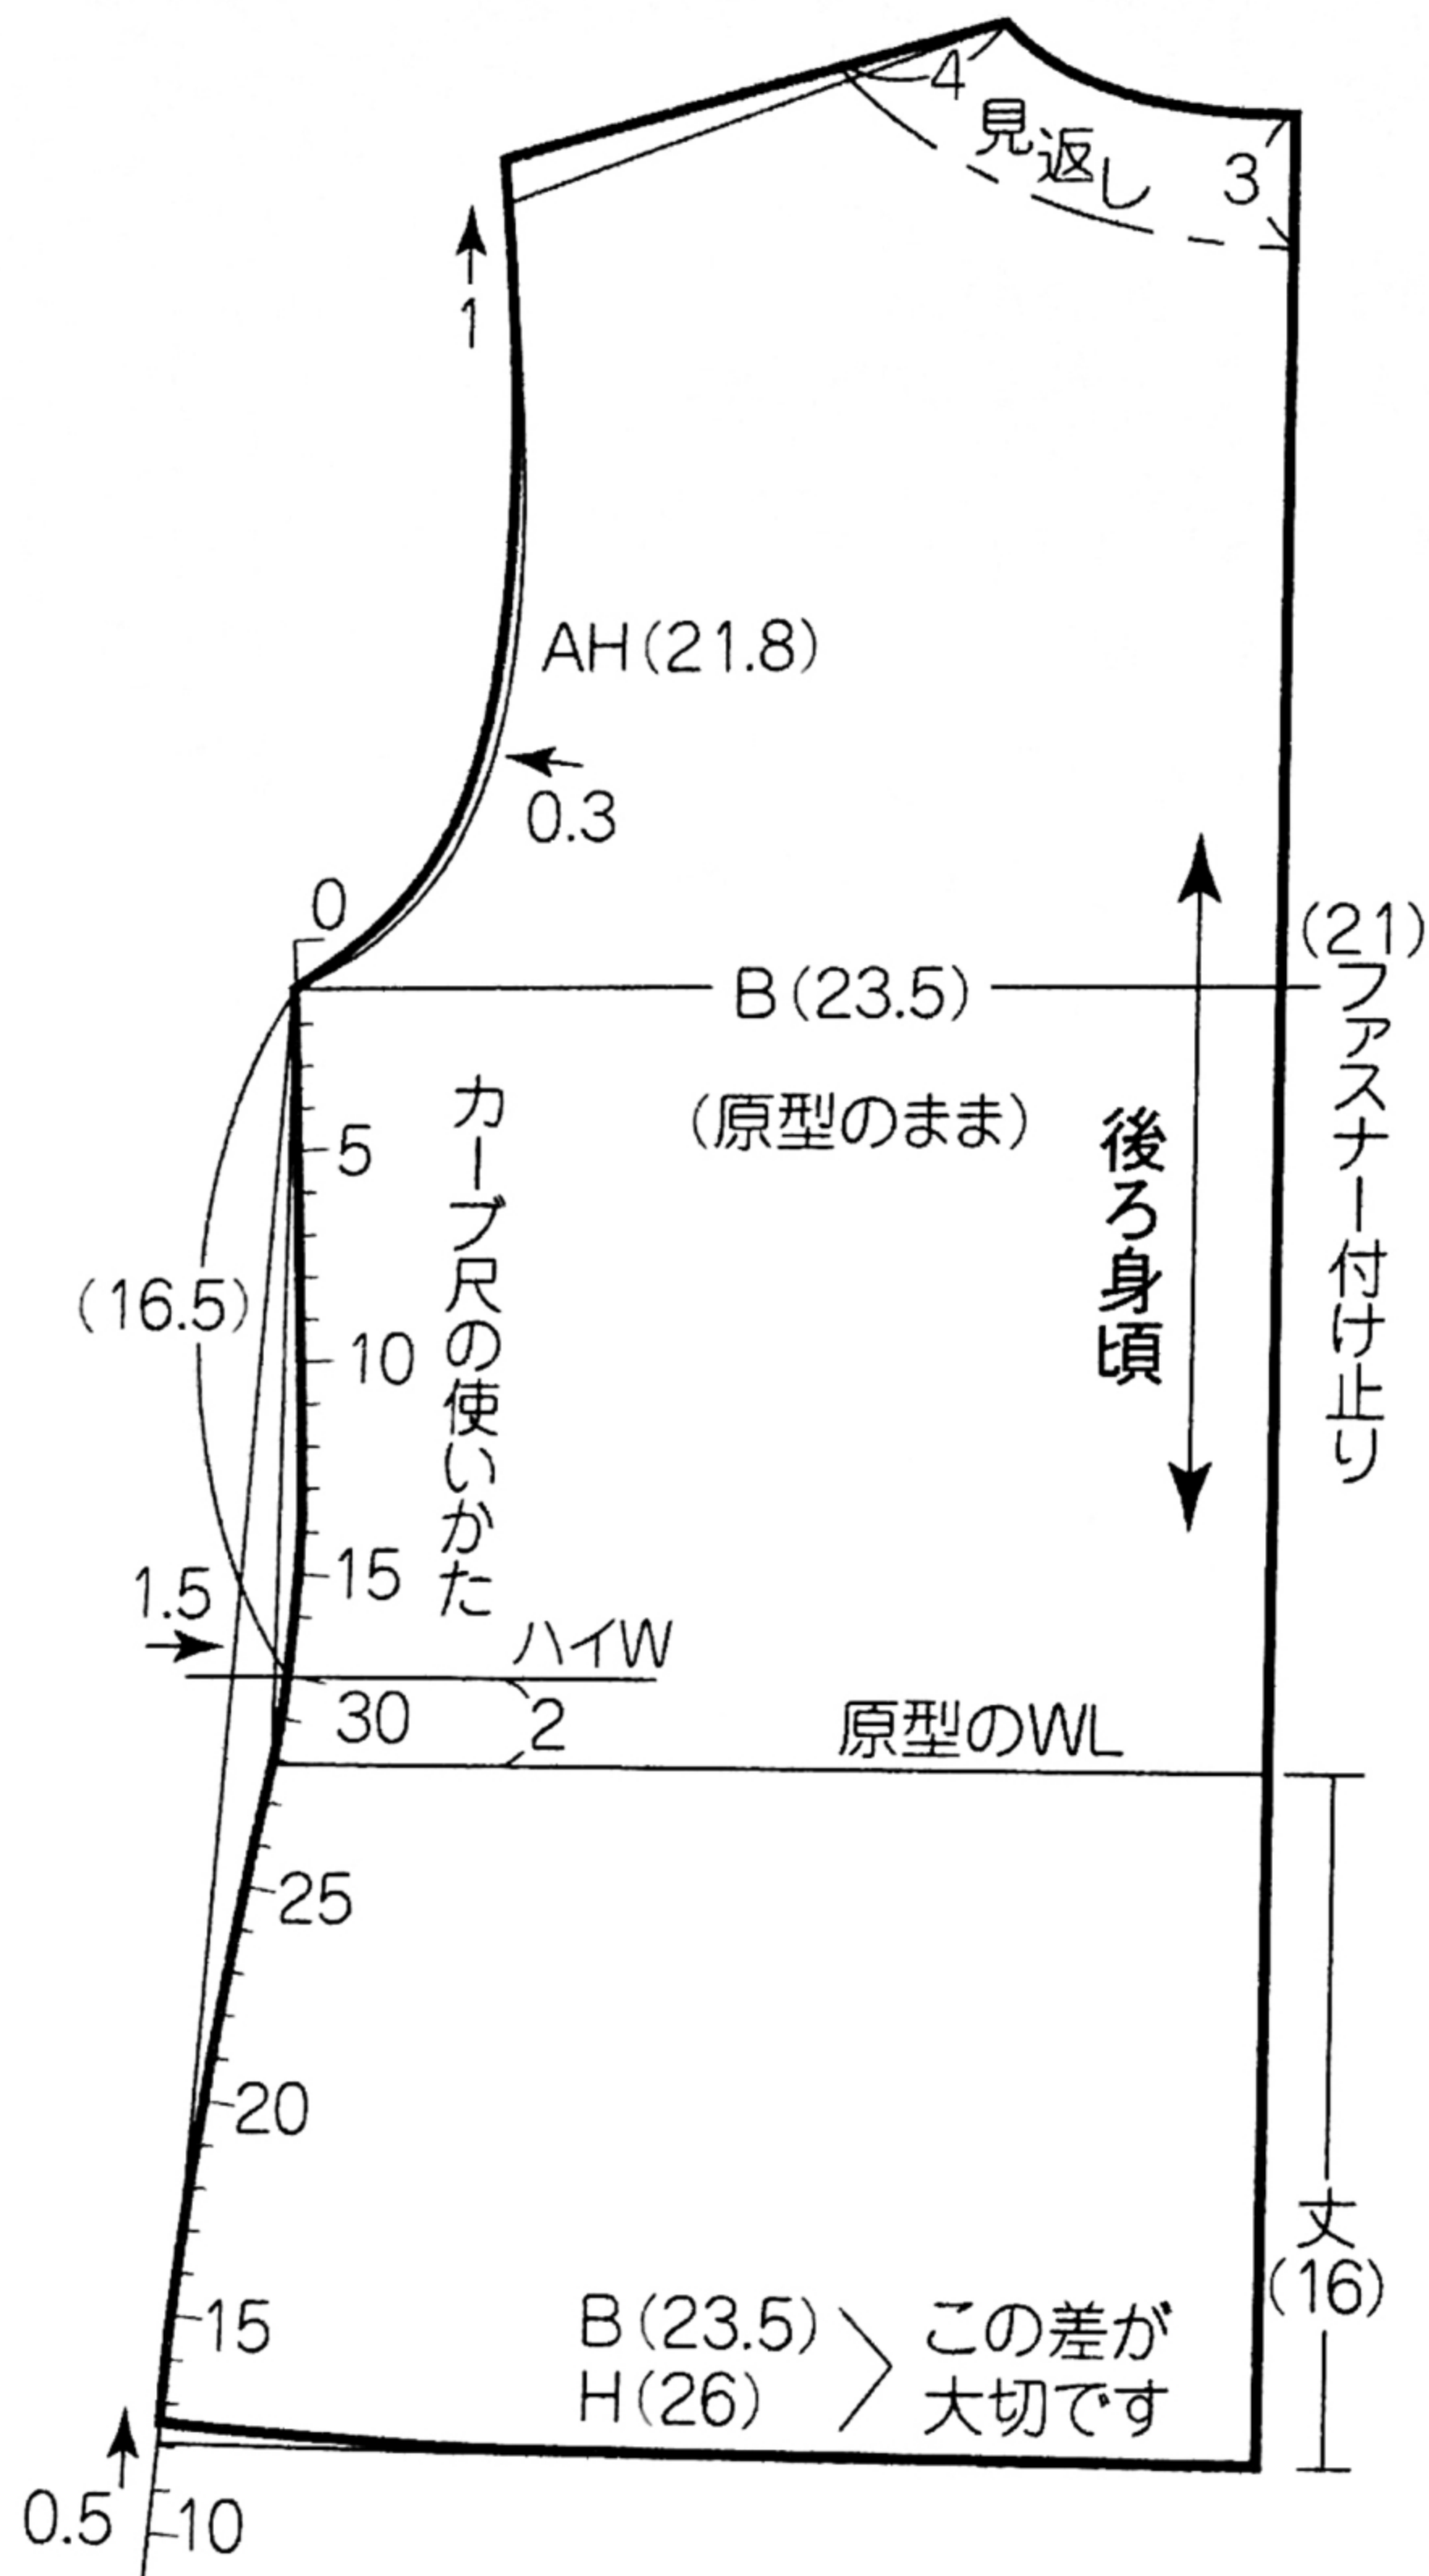 4
見返し
3
1
AH(21.8)
0.3
0
B(23.5)
(21)
ファスナー付け止り
(原型のまま)
後ろ身頃
カーブ尺の使いかた
5
(16.5)
10
15
1.5
ハイW
30
2
原型のWL
25
20
丈
(16)
15
B(23.5)
H(26)
この差が
大切です
0.5
10